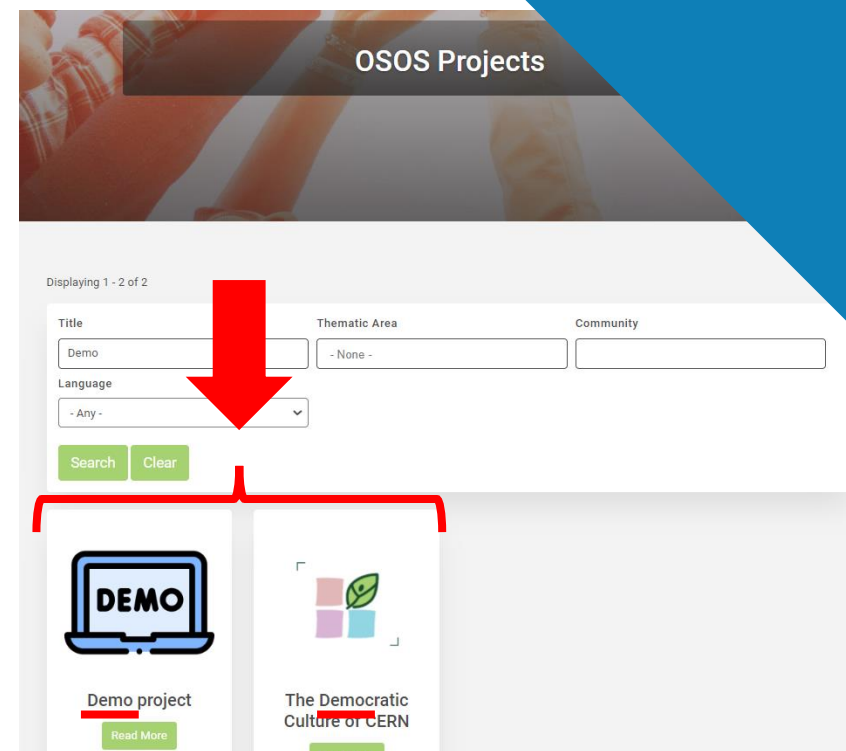 OSOS Projects
Displaying 1 - 2 of 2
Title
Thematic Area
Community
Demo
- None -
Language
- Any -
Search
Clear
DEMO
Demo project
The Democratic
Culture of CERN
Read More